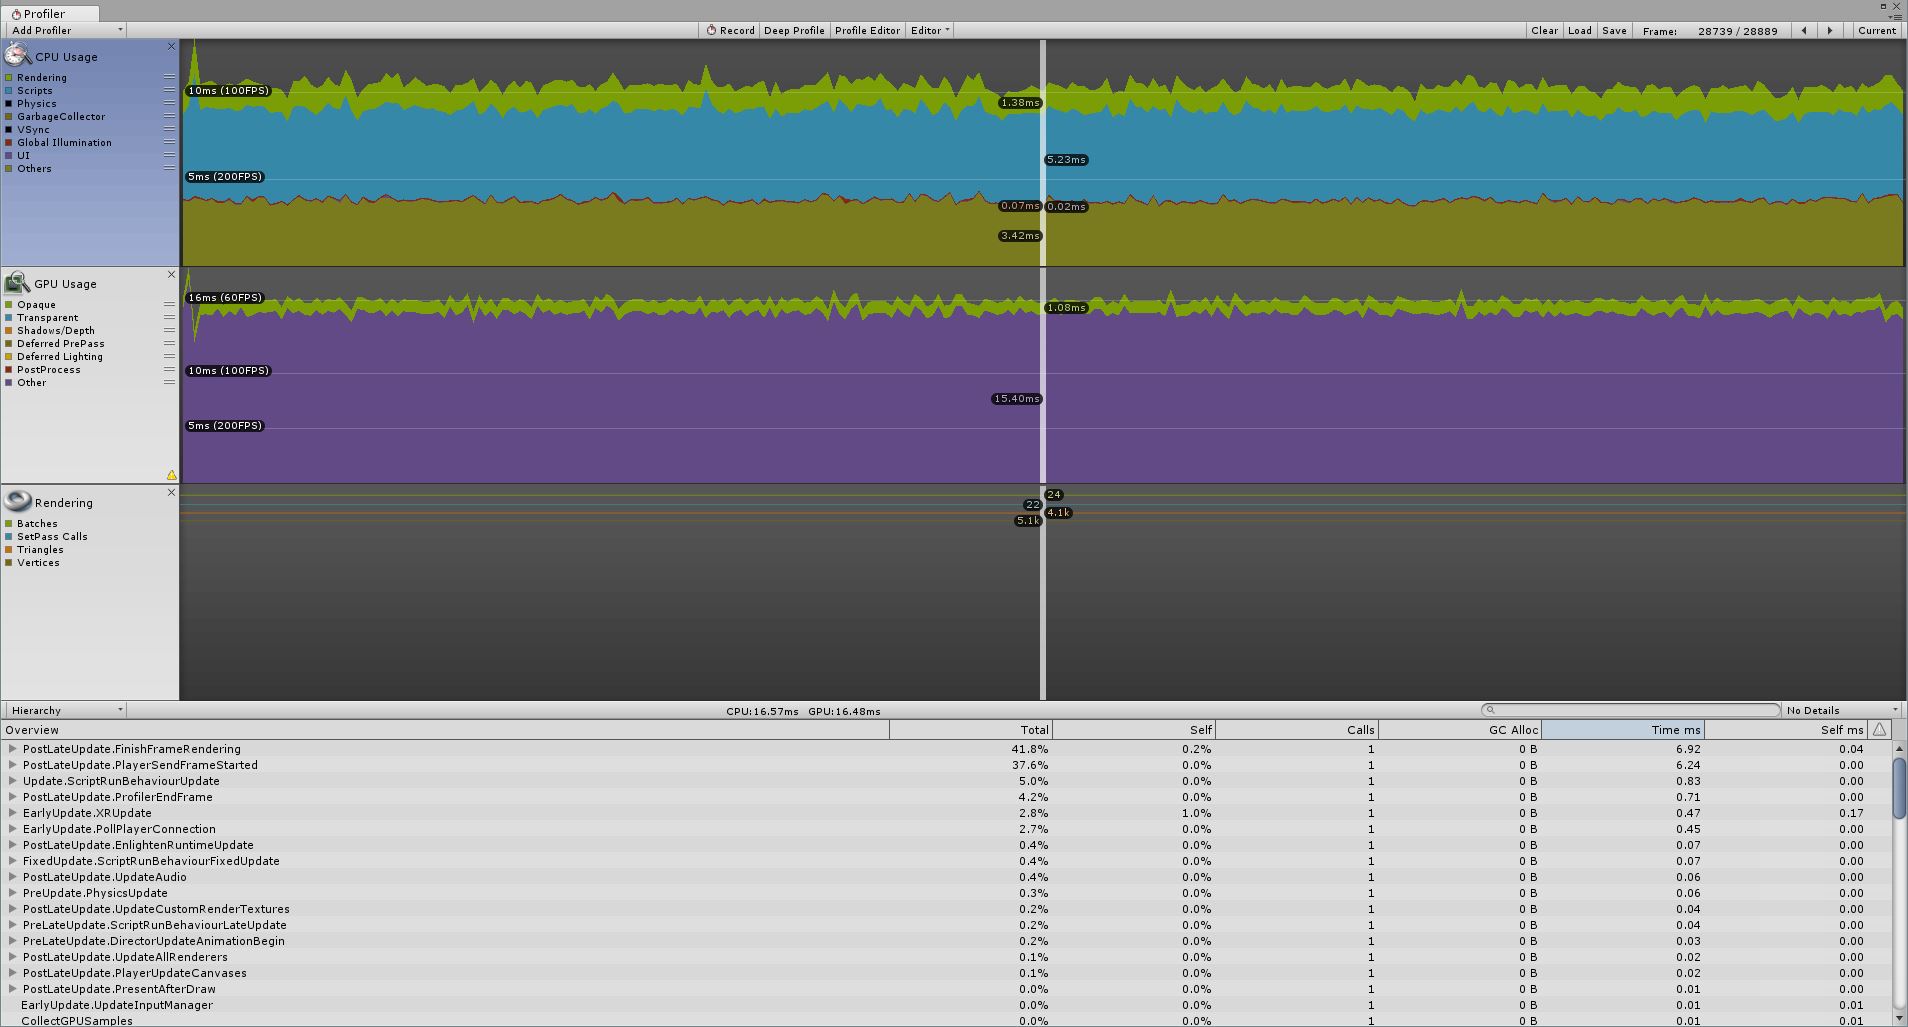 Profiler
Add Profiler Record Deep Profile Profile Editor Editor Clear Load Save Frame: 28739 / 28889 Current
CPU Usage
Rendering
Scripts
Physics
GarbageCollector
VSync
Global Illumination
UI
Others
10ms (100FPS)
5ms (200FPS)
1.38ms
5.23ms
0.07ms 0.02ms
3.42ms
GPU Usage
Opaque
Transparent
Shadows/Depth
Deferred PrePass
Deferred Lighting
PostProcess
Other
16ms (60FPS)
10ms (100FPS)
5ms (200FPS)
1.08ms
15.40ms
Rendering
Batches
SetPass Calls
Triangles
Vertices
24
22
4.1k
5.1k
Hierarchy CPU:16.57ms GPU:16.48ms No Details
Overview Total Self Calls GC Alloc Time ms Self ms
PostLateUpdate.FinishFrameRendering 41.8% 0.2% 1 0 B 6.92 0.04
PostLateUpdate.PlayerSendFrameStarted 37.6% 0.0% 1 0 B 6.24 0.00
Update.ScriptRunBehaviourUpdate 5.0% 0.0% 1 0 B 0.83 0.00
PostLateUpdate.ProfilerEndFrame 4.2% 0.0% 1 0 B 0.71 0.00
EarlyUpdate.XRUpdate 2.8% 1.0% 1 0 B 0.47 0.17
EarlyUpdate.PollPlayerConnection 2.7% 0.0% 1 0 B 0.45 0.00
PostLateUpdate.EnlightenRuntimeUpdate 0.4% 0.0% 1 0 B 0.07 0.00
FixedUpdate.ScriptRunBehaviourFixedUpdate 0.4% 0.0% 1 0 B 0.07 0.00
PostLateUpdate.UpdateAudio 0.4% 0.0% 1 0 B 0.06 0.00
PreUpdate.PhysicsUpdate 0.3% 0.0% 1 0 B 0.06 0.00
PostLateUpdate.UpdateCustomRenderTextures 0.2% 0.0% 1 0 B 0.04 0.00
PreLateUpdate.ScriptRunBehaviourLateUpdate 0.2% 0.0% 1 0 B 0.04 0.00
PreLateUpdate.DirectorUpdateAnimationBegin 0.2% 0.0% 1 0 B 0.03 0.00
PostLateUpdate.UpdateAllRenderers 0.1% 0.0% 1 0 B 0.02 0.00
PostLateUpdate.PlayerUpdateCanvases 0.1% 0.0% 1 0 B 0.02 0.00
PostLateUpdate.PresentAfterDraw 0.0% 0.0% 1 0 B 0.01 0.00
EarlyUpdate.UpdateInputManager 0.0% 0.0% 1 0 B 0.01 0.01
CollectGPUSamples 0.0% 0.0% 1 0 B 0.01 0.01